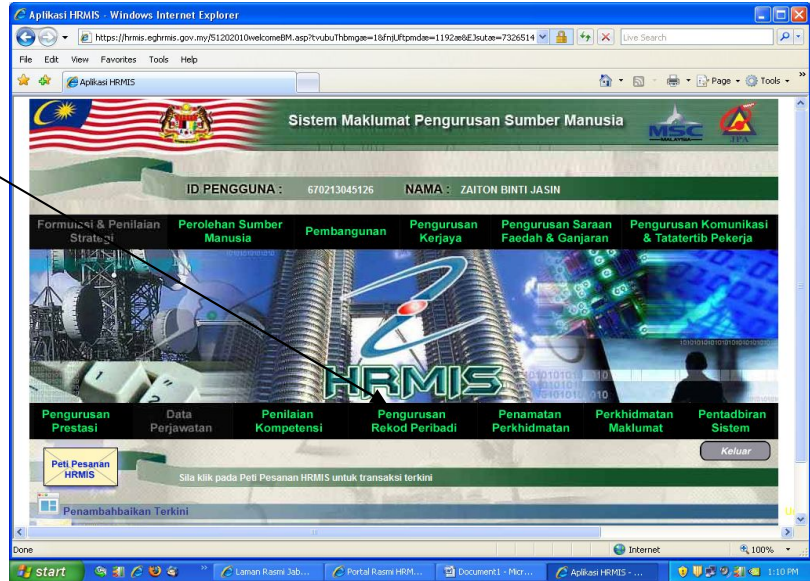 Aplikasi HRMIS - Windows Internet Explorer
https://hrmis.eghrmis.gov.my/51202010welcomeBM.asp?tvubuThbmgæ=1&fnjUftpmdæ=1192æ&EJsutæ=7326514
Live Search
File Edit View Favorites Tools Help
Aplikasi HRMIS
Page Tools
Sistem Maklumat Pengurusan Sumber Manusia
MSC
MALAYSIA
JPA
ID PENGGUNA : 670213045126 NAMA : ZAITON BINTI JASIN
Formulasi & Penilaian Strategi
Perolehan Sumber Manusia
Pembangunan
Pengurusan Kerjaya
Pengurusan Saraan Faedah & Ganjaran
Pengurusan Komunikasi & Tatatertib Pekerja
HRMIS
Pengurusan Prestasi
Data Perjawatan
Penilaian Kompetensi
Pengurusan Rekod Peribadi
Penamatan Perkhidmatan
Perkhidmatan Maklumat
Pentadbiran Sistem
Keluar
Peti Pesanan
HRMIS
Sila klik pada Peti Pesanan HRMIS untuk transaksi terkini
Penambahbaikan Terkini
Done
Internet
100%
start
Laman Rasmi Jab...
Portal Rasmi HRM...
Document1 - Micr...
Aplikasi HRMIS - ...
1:10 PM